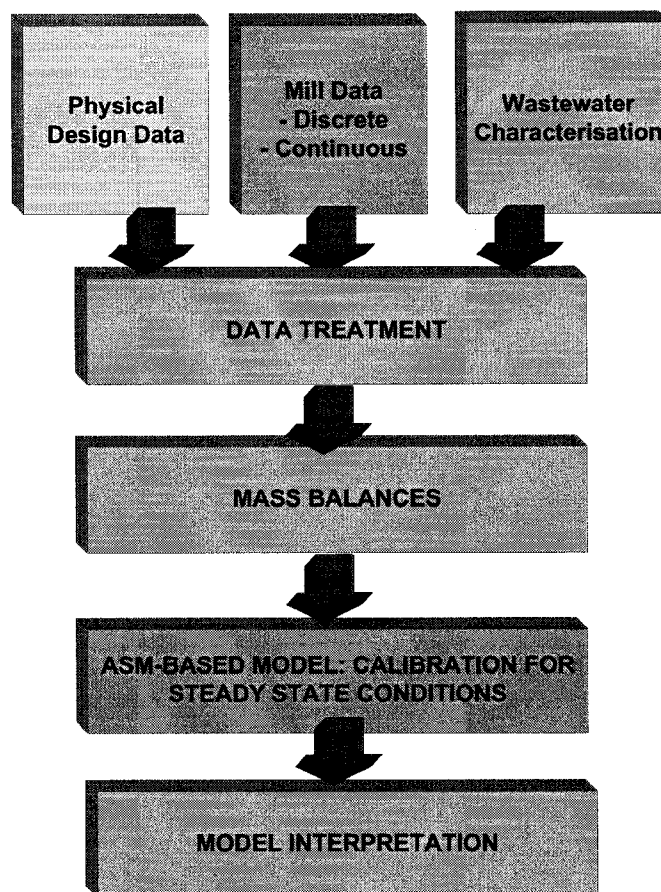 Physical
Design Data
Mill Data
- Discrete
- Continuous
Wastewater
Characterisation
DATA TREATMENT
MASS BALANCES
ASM-BASED MODEL: CALIBRATION FOR
STEADY STATE CONDITIONS
MODEL INTERPRETATION